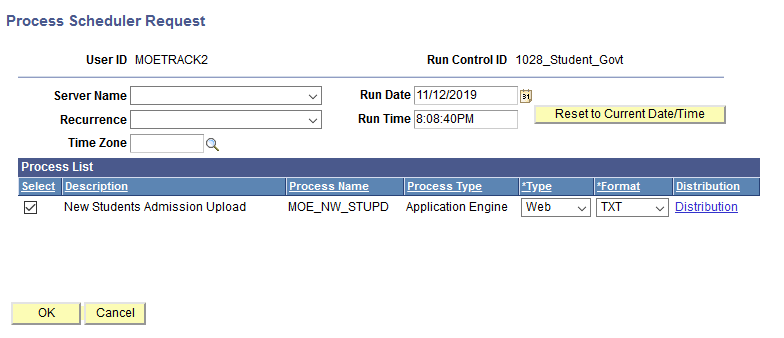 Process Scheduler Request
User ID MOETRACK2 Run Control ID 1028_Student_Govt
Server Name Run Date 11/12/2019 31
Recurrence Run Time 8:08:40PM Reset to Current Date/Time
Time Zone
Process List
Select Description Process Name Process Type *Type *Format Distribution
New Students Admission Upload MOE_NW_STUPD Application Engine Web TXT Distribution
OK Cancel